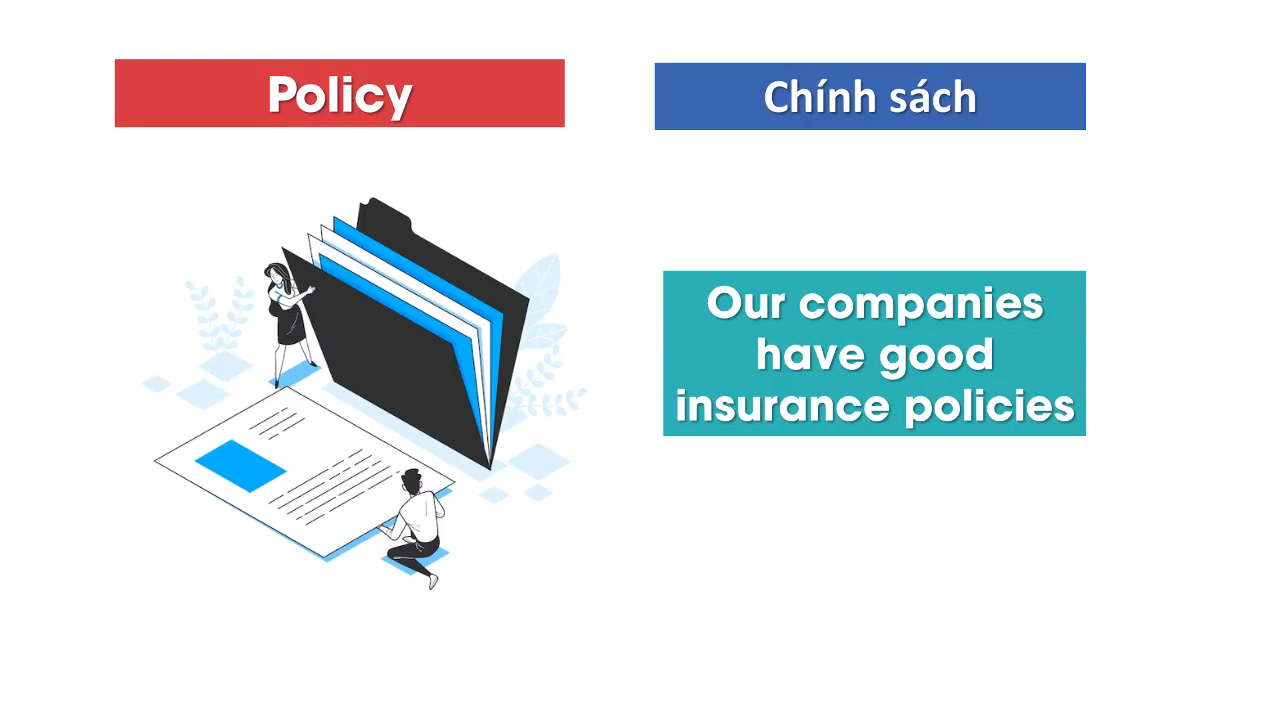 Policy
Chính sách
Our companies
have good
insurance policies